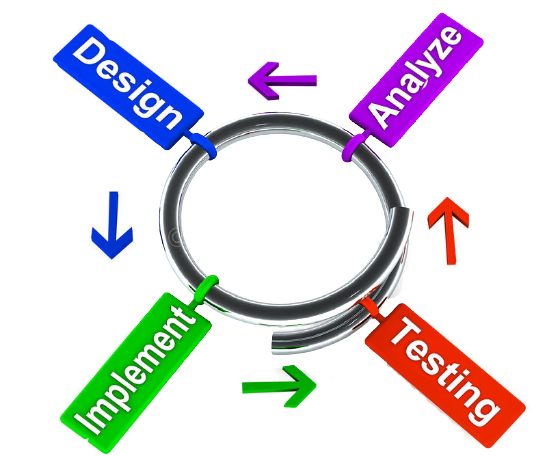 Design
Analyze
Implement
Testing